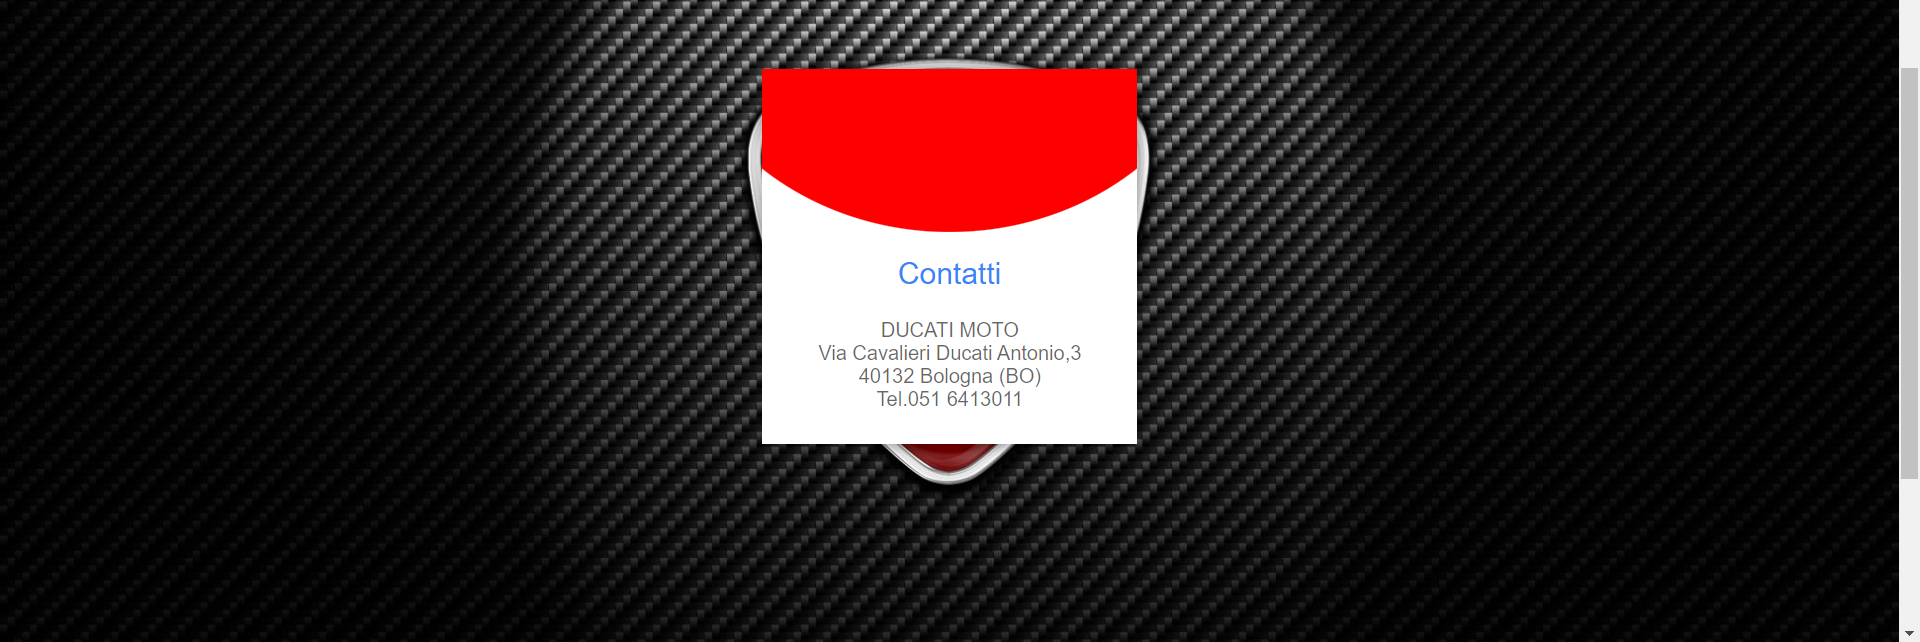 Contatti
DUCATI MOTO
Via Cavalieri Ducati Antonio,3
40132 Bologna (BO)
Tel.051 6413011